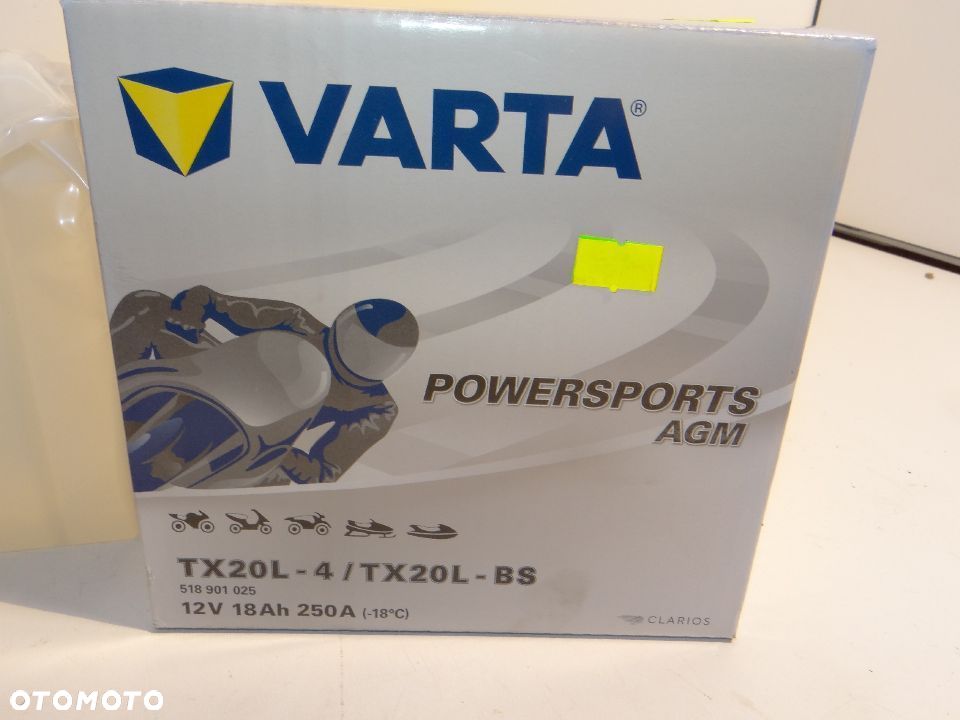 VARTA®
POWERSPORTS
AGM
TX20L - 4 / TX20L - BS
518 901 025
12V 18Ah 250A (-18°C)
CLARIOS
OTOMOTO